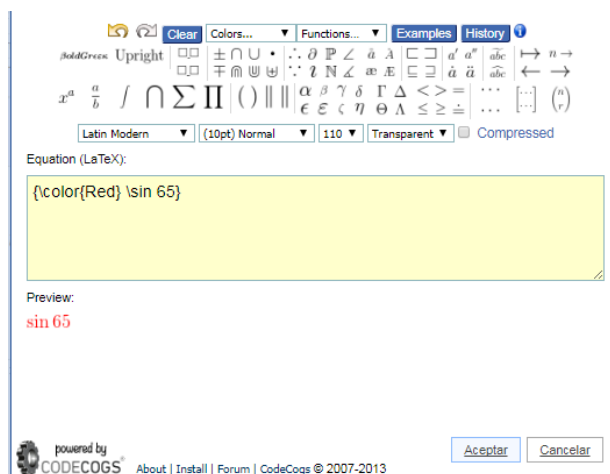 Clear Colors... Functions... Examples History
BoldGreek Upright
Latin Modern (10pt) Normal 110 Transparent Compressed
Equation (LaTeX):
{\color{Red} \sin 65}
Preview:
sin 65
powered by
CODECOGS About | Install | Forum | CodeCogs © 2007-2013
Aceptar Cancelar